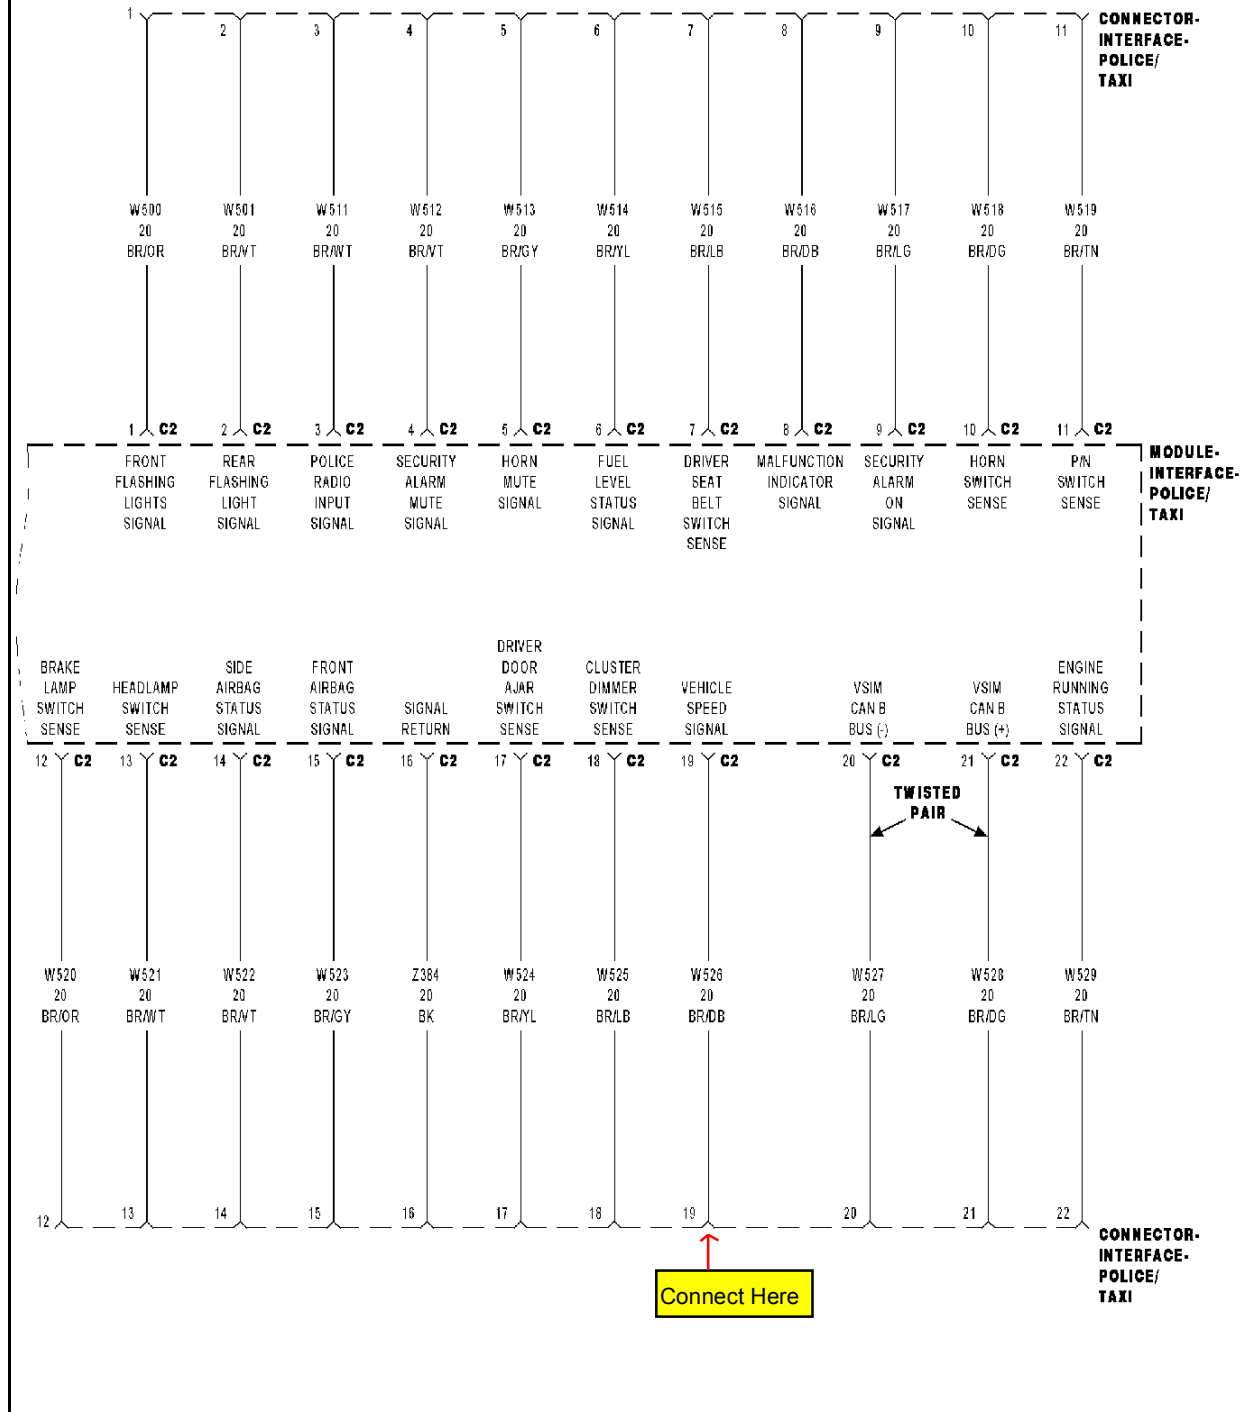 1 2 3 4 5 6 7 8 9 10 11
CONNECTOR-
INTERFACE-
POLICE/
TAXI
W500 W501 W511 W512 W513 W514 W515 W516 W517 W518 W519
20 20 20 20 20 20 20 20 20 20 20
BR/OR BR/VT BR/WT BR/VT BR/GY BR/YL BR/LB BR/DB BR/LG BR/DG BR/TN
1 C2 2 C2 3 C2 4 C2 5 C2 6 C2 7 C2 8 C2 9 C2 10 C2 11 C2
FRONT
FLASHING
LIGHTS
SIGNAL
REAR
FLASHING
LIGHT
SIGNAL
POLICE
RADIO
INPUT
SIGNAL
SECURITY
ALARM
MUTE
SIGNAL
HORN
MUTE
SIGNAL
FUEL
LEVEL
STATUS
SIGNAL
DRIVER
SEAT
BELT
SWITCH
SENSE
MALFUNCTION
INDICATOR
SIGNAL
SECURITY
ALARM
ON
SIGNAL
HORN
SWITCH
SENSE
P/N
SWITCH
SENSE
MODULE-
INTERFACE-
POLICE/
TAXI
BRAKE
LAMP
SWITCH
SENSE
HEADLAMP
SWITCH
SENSE
SIDE
AIRBAG
STATUS
SIGNAL
FRONT
AIRBAG
STATUS
SIGNAL
SIGNAL
RETURN
DRIVER
DOOR
AJAR
SWITCH
SENSE
CLUSTER
DIMMER
SWITCH
SENSE
VEHICLE
SPEED
SIGNAL
VSIM
CAN B
BUS (-)
VSIM
CAN B
BUS (+)
ENGINE
RUNNING
STATUS
SIGNAL
12 C2 13 C2 14 C2 15 C2 16 C2 17 C2 18 C2 19 C2 20 C2 21 C2 22 C2
TWISTED
PAIR
W520 W521 W522 W523 Z384 W524 W525 W526 W527 W528 W529
20 20 20 20 20 20 20 20 20 20 20
BR/OR BR/WT BR/VT BR/GY BK BR/YL BR/LB BR/DB BR/LG BR/DG BR/TN
12 13 14 15 16 17 18 19 20 21 22
CONNECTOR-
INTERFACE-
POLICE/
TAXI
Connect Here